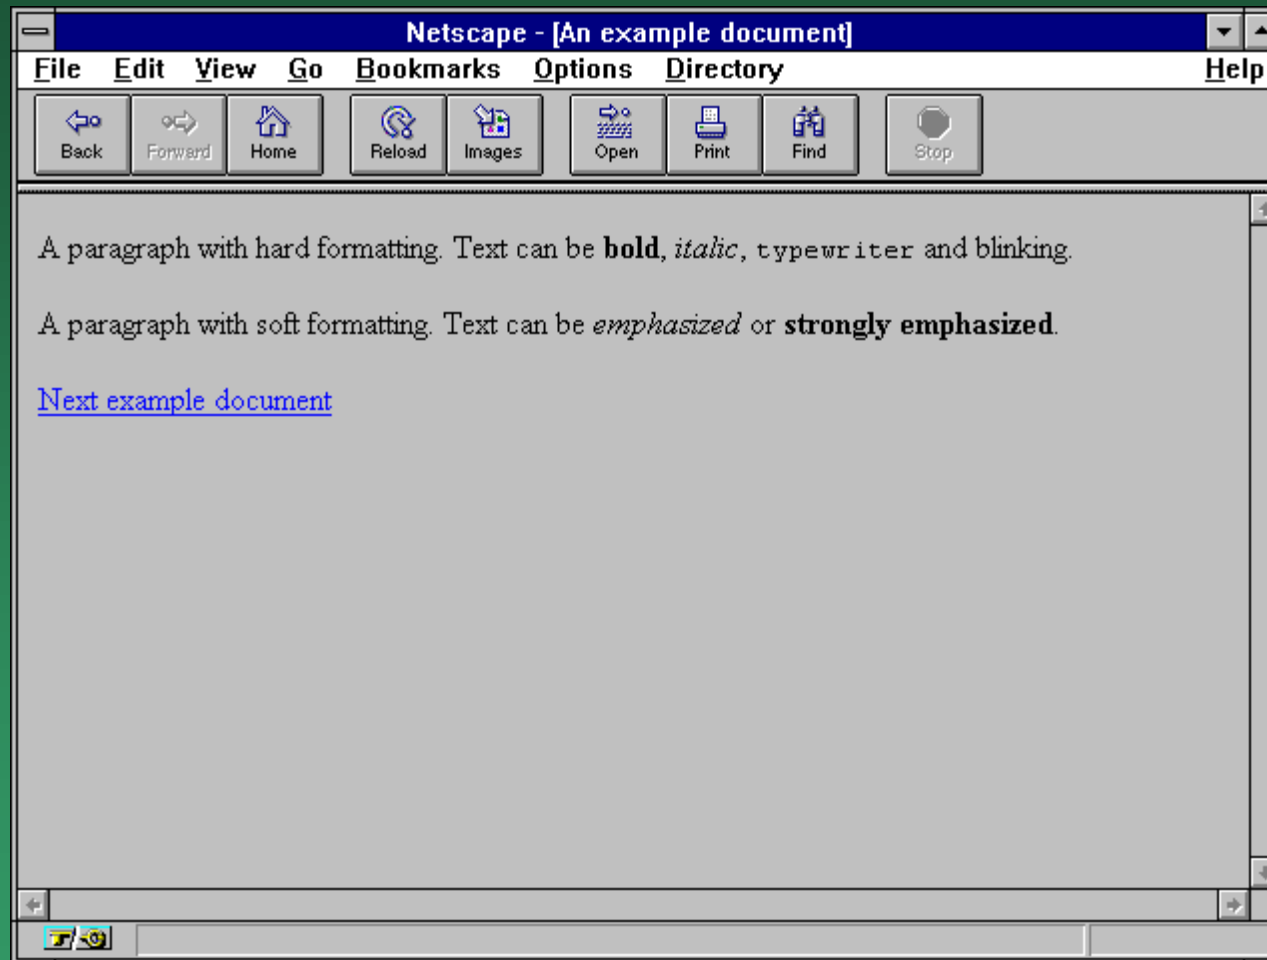 Netscape - [An example document]
File Edit View Go Bookmarks Options Directory Help
Back Forward Home Reload Images Open Print Find Stop
A paragraph with hard formatting. Text can be bold, italic, typewriter and blinking.
A paragraph with soft formatting. Text can be emphasized or strongly emphasized.
Next example document